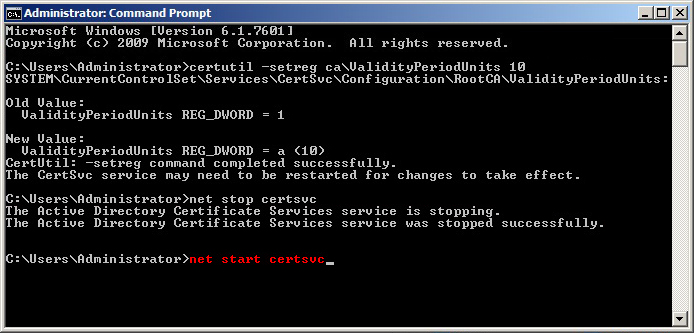 Administrator: Command Prompt
Microsoft Windows [Version 6.1.7601]
Copyright (c) 2009 Microsoft Corporation.  All rights reserved.
C:\Users\Administrator>certutil -setreg ca\ValidityPeriodUnits 10
SYSTEM\CurrentControlSet\Services\CertSvc\Configuration\RootCA\ValidityPeriodUnits:
Old Value:
  ValidityPeriodUnits REG_DWORD = 1
New Value:
  ValidityPeriodUnits REG_DWORD = a (10)
CertUtil: -setreg command completed successfully.
The CertSvc service may need to be restarted for changes to take effect.
C:\Users\Administrator>net stop certsvc
The Active Directory Certificate Services service is stopping.
The Active Directory Certificate Services service was stopped successfully.
C:\Users\Administrator>net start certsvc_